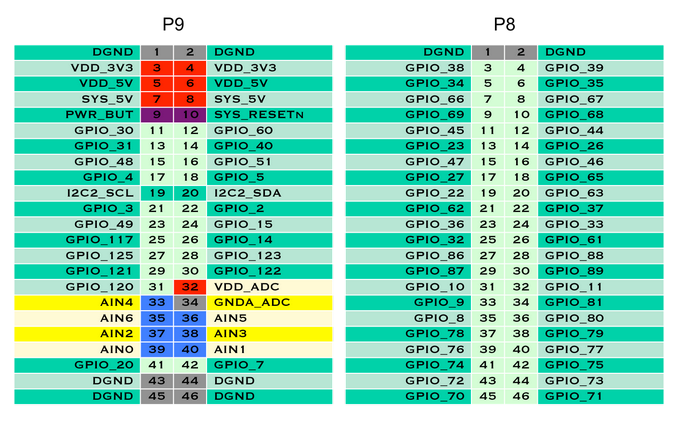 P9 P8
DGND 1 2 DGND DGND 1 2 DGND
VDD_3V3 3 4 VDD_3V3 GPIO_38 3 4 GPIO_39
VDD_5V 5 6 VDD_5V GPIO_34 5 6 GPIO_35
SYS_5V 7 8 SYS_5V GPIO_66 7 8 GPIO_67
PWR_BUT 9 10 SYS_RESETN GPIO_69 9 10 GPIO_68
GPIO_30 11 12 GPIO_60 GPIO_45 11 12 GPIO_44
GPIO_31 13 14 GPIO_40 GPIO_23 13 14 GPIO_26
GPIO_48 15 16 GPIO_51 GPIO_47 15 16 GPIO_46
GPIO_4 17 18 GPIO_5 GPIO_27 17 18 GPIO_65
I2C2_SCL 19 20 I2C2_SDA GPIO_22 19 20 GPIO_63
GPIO_3 21 22 GPIO_2 GPIO_62 21 22 GPIO_37
GPIO_49 23 24 GPIO_15 GPIO_36 23 24 GPIO_33
GPIO_117 25 26 GPIO_14 GPIO_32 25 26 GPIO_61
GPIO_125 27 28 GPIO_123 GPIO_86 27 28 GPIO_88
GPIO_121 29 30 GPIO_122 GPIO_87 29 30 GPIO_89
GPIO_120 31 32 VDD_ADC GPIO_10 31 32 GPIO_11
AIN4 33 34 GNDA_ADC GPIO_9 33 34 GPIO_81
AIN6 35 36 AIN5 GPIO_8 35 36 GPIO_80
AIN2 37 38 AIN3 GPIO_78 37 38 GPIO_79
AIN0 39 40 AIN1 GPIO_76 39 40 GPIO_77
GPIO_20 41 42 GPIO_7 GPIO_74 41 42 GPIO_75
DGND 43 44 DGND GPIO_72 43 44 GPIO_73
DGND 45 46 DGND GPIO_70 45 46 GPIO_71